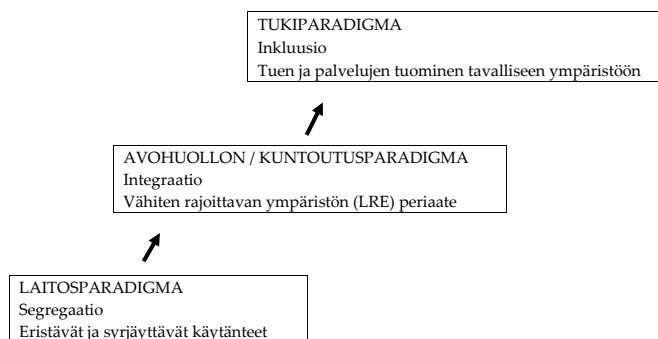 TUKIPARADIGMA
Inkluusio
Tuen ja palvelujen tuominen tavalliseen ympäristöön
AVOHUOLLON / KUNTOUTUSPARADIGMA
Integraatio
Vähiten rajoittavan ympäristön (LRE) periaate
LAITOSPARADIGMA
Segregaatio
Eristävät ja syrjäyttävät käytänteet